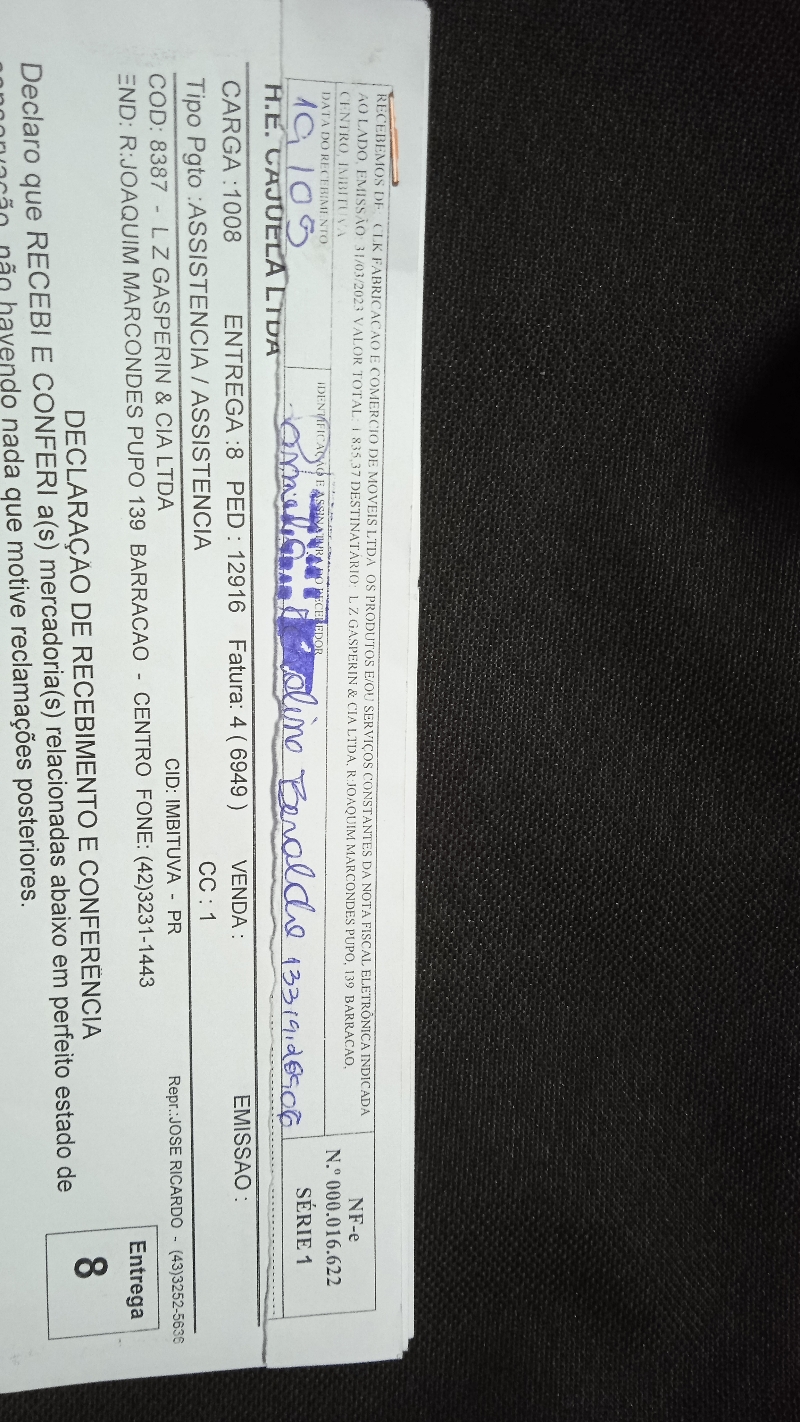 RECEBEMOS DE CLK FABRICACAO E COMERCIO DE MOVEIS LTDA OS PRODUTOS E/OU SERVIÇOS CONSTANTES DA NOTA FISCAL ELETRÔNICA INDICADA
AO LADO. EMISSÃO: 31/03/2023 VALOR TOTAL: 1.835,37 DESTINATÁRIO: L Z GASPERIN & CIA LTDA, R:JOAQUIM MARCONDES PUPO, 139 BARRACAO,
CENTRO, IMBITUVA
DATA DO RECEBIMENTO
IDENTIFICAÇÃO E ASSINATURA DO RECEBEDOR
NF-e
N.º 000.016.622
SÉRIE 1
H.E. CAJUELA LTDA
CARGA :1008 ENTREGA :8 PED : 12916 Fatura: 4 ( 6949 ) VENDA : EMISSAO :
Tipo Pgto :ASSISTENCIA / ASSISTENCIA CC : 1
COD: 8387 - L Z GASPERIN & CIA LTDA CID: IMBITUVA - PR Repr.:JOSE RICARDO - (43)3252-5636
END: R:JOAQUIM MARCONDES PUPO 139 BARRACAO - CENTRO FONE: (42)3231-1443
Entrega
8
DECLARAÇÃO DE RECEBIMENTO E CONFERÊNCIA
Declaro que RECEBI E CONFERI a(s) mercadoria(s) relacionadas abaixo em perfeito estado de
conservação, não havendo nada que motive reclamações posteriores.